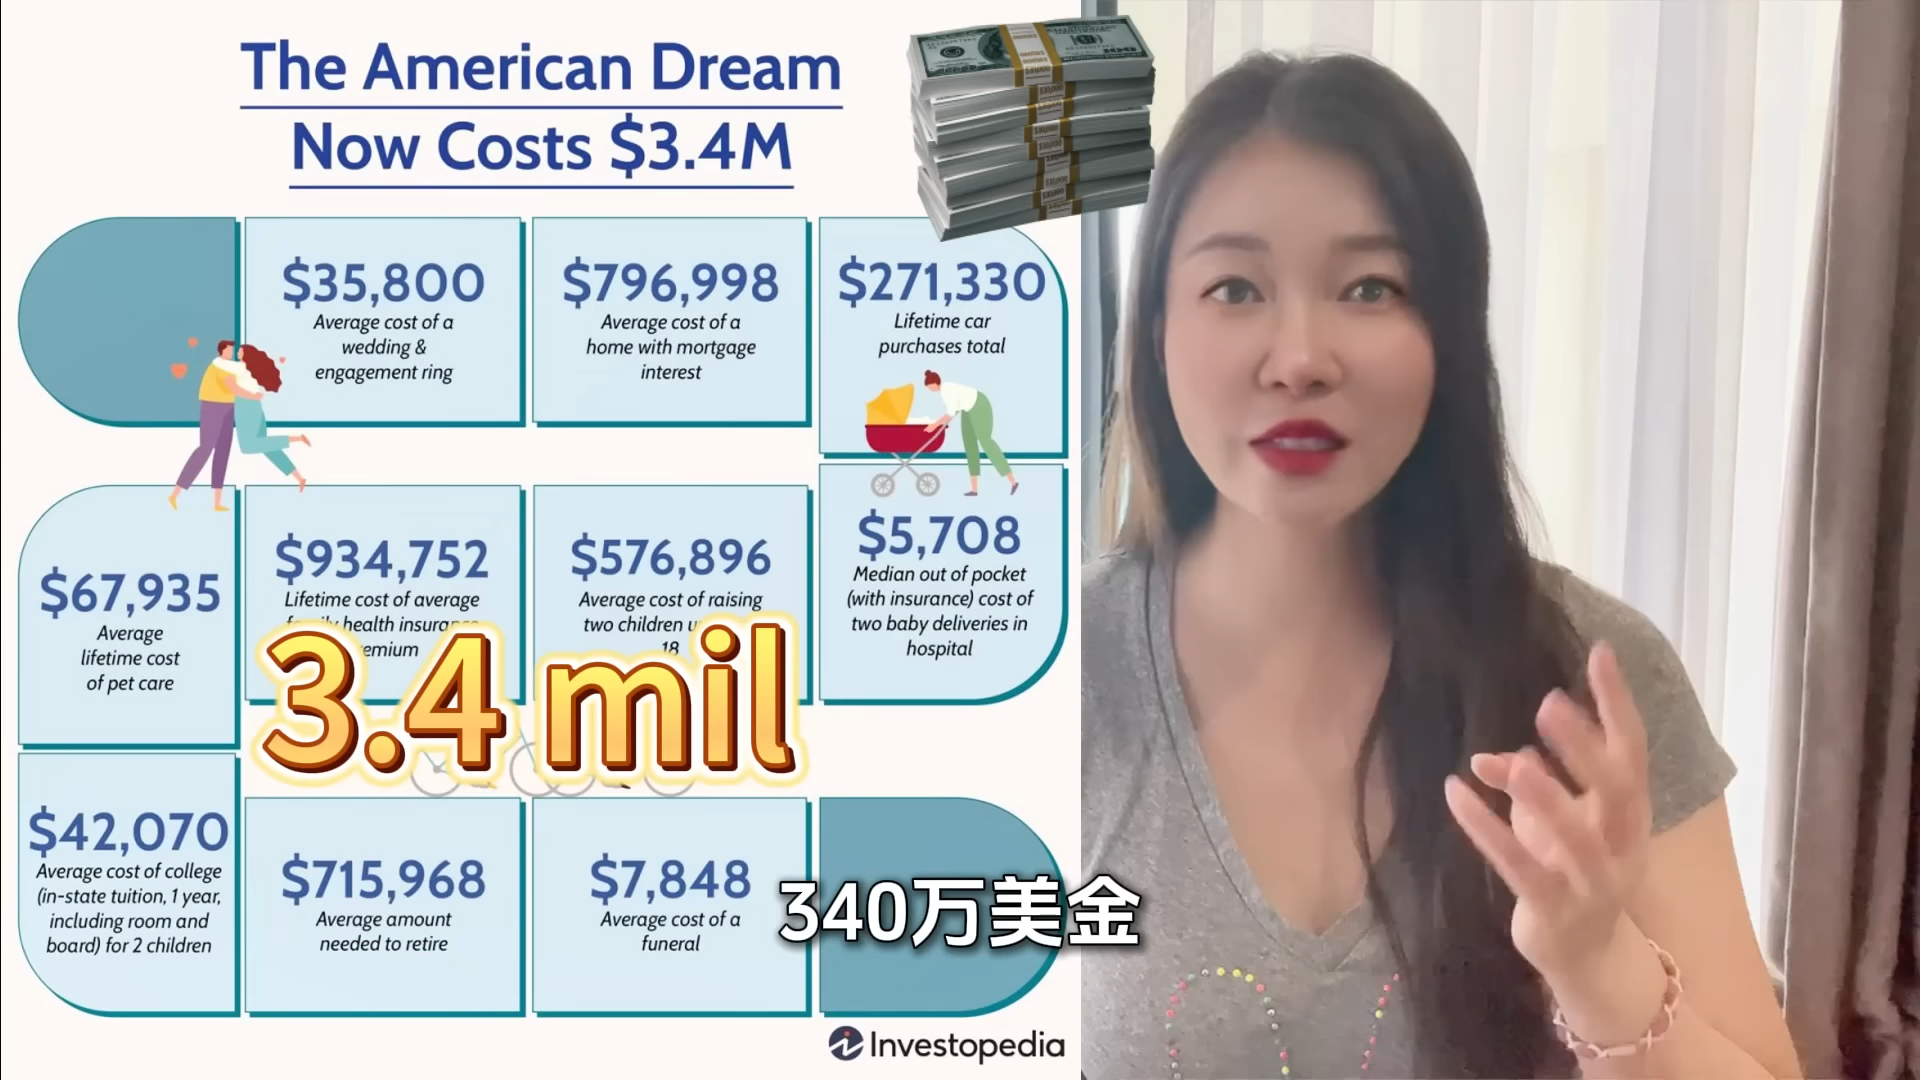 The American Dream
Now Costs $3.4M
$35,800
Average cost of a
wedding &
engagement ring
$796,998
Average cost of a
home with mortgage
interest
$271,330
Lifetime car
purchases total
$67,935
Average
lifetime cost
of pet care
$934,752
Lifetime cost of average
health insurance
$576,896
Average cost of raising
two children
18
$5,708
Median out of pocket
(with insurance) cost of
two baby deliveries in
hospital
3.4 mil
$42,070
Average cost of college
(in-state tuition, 1 year,
including room and
board) for 2 children
$715,968
Average amount
needed to retire
$7,848
Average cost of a
funeral
340万美金
Investopedia